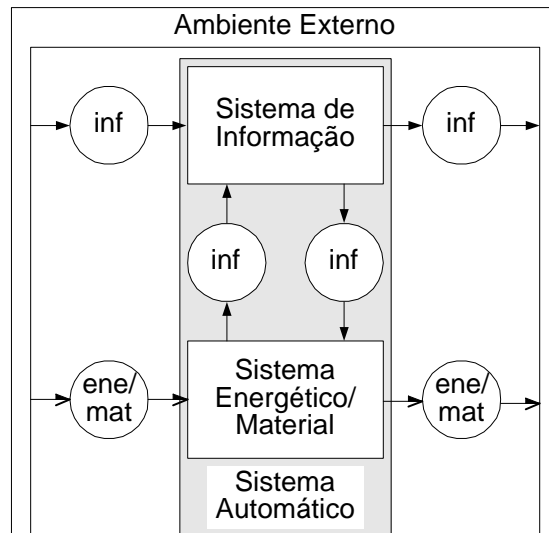 Ambiente Externo
inf
Sistema de
Informação
inf
inf
inf
ene/
mat
Sistema
Energético/
Material
ene/
mat
Sistema
Automático